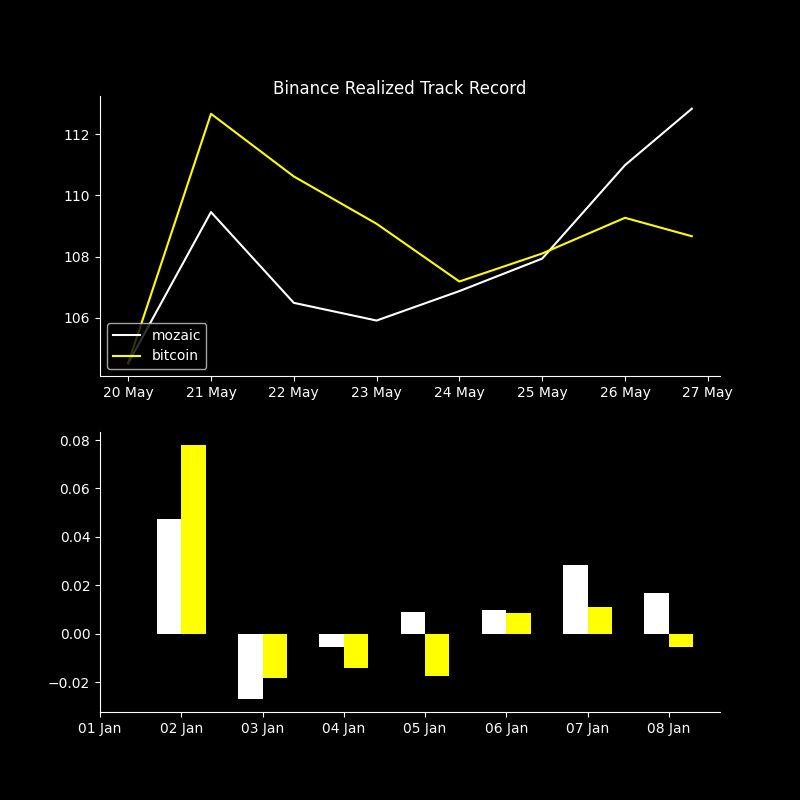 Binance Realized Track Record
112
110
108
106
mozaic
bitcoin
20 May 21 May 22 May 23 May 24 May 25 May 26 May 27 May
0.08
0.06
0.04
0.02
0.00
−0.02
01 Jan 02 Jan 03 Jan 04 Jan 05 Jan 06 Jan 07 Jan 08 Jan